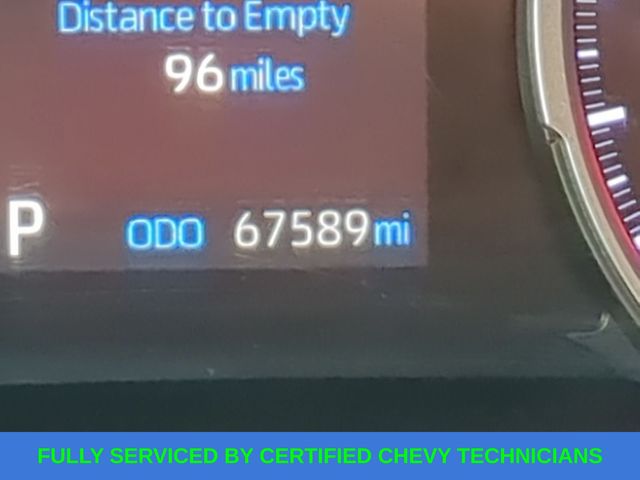 Distance to Empty
96 miles
P ODO 67589 mi
FULLY SERVICED BY CERTIFIED CHEVY TECHNICIANS